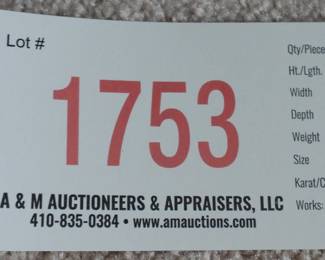 Lot #
1753
A & M AUCTIONEERS & APPRAISERS, LLC
410-835-0384 • www.amauctions.com
Qty/Piece
Ht./Lgth.
Width
Depth
Weight
Size
Karat/C
Works: